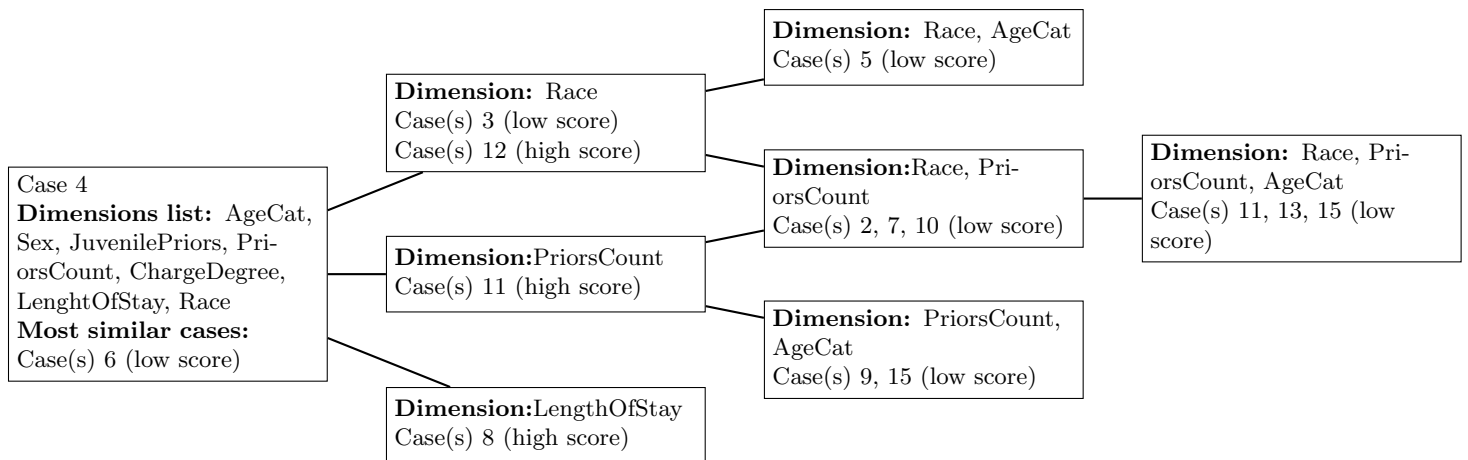 Case 4
Dimensions list: AgeCat,
Sex, JuvenilePriors, Pri-
orsCount, ChargeDegree,
LenghtOfStay, Race
Most similar cases:
Case(s) 6 (low score)
Dimension: Race
Case(s) 3 (low score)
Case(s) 12 (high score)
Dimension:PriorsCount
Case(s) 11 (high score)
Dimension:LengthOfStay
Case(s) 8 (high score)
Dimension: Race, AgeCat
Case(s) 5 (low score)
Dimension:Race, Pri-
orsCount
Case(s) 2, 7, 10 (low score)
Dimension: PriorsCount,
AgeCat
Case(s) 9, 15 (low score)
Dimension: Race, Pri-
orsCount, AgeCat
Case(s) 11, 13, 15 (low
score)